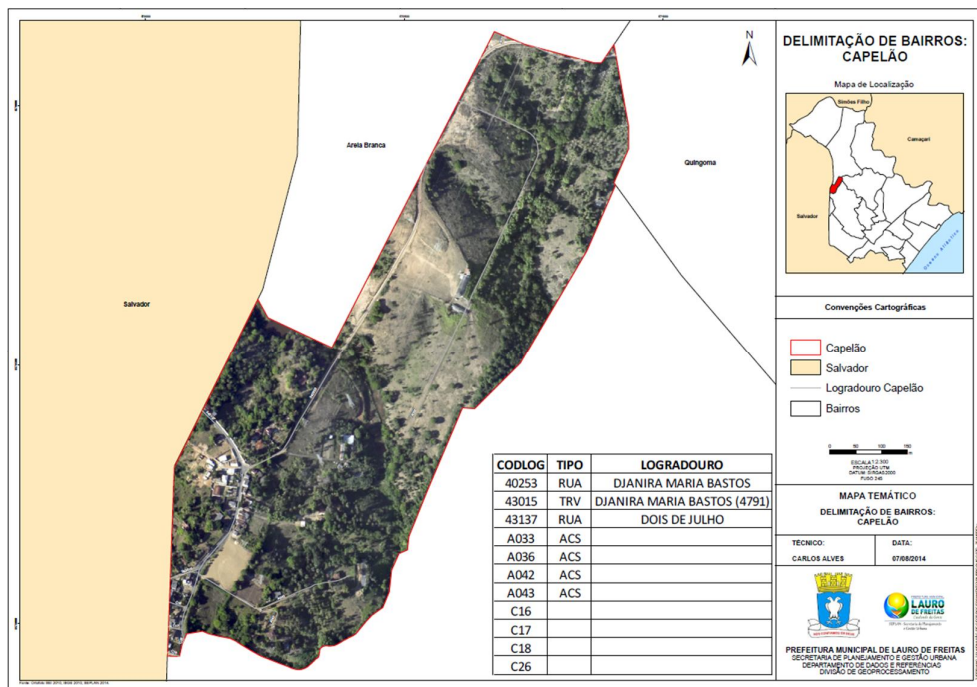 DELIMITAÇÃO DE BAIRROS:
CAPELÃO
N
Mapa de Localização
Simões Filho
Camaçari
Salvador
Oceano Atlântico
Areia Branca
Quingoma
Salvador
Convenções Cartográficas
Capelão
Salvador
Logradouro Capelão
Bairros
ESCALA 1:2.300
PROJEÇÃO UTM
DATUM: SIRGAS2000
FUSO 24S
CODLOG TIPO LOGRADOURO
40253 RUA DJANIRA MARIA BASTOS
43015 TRV DJANIRA MARIA BASTOS (4791)
43137 RUA DOIS DE JULHO
A033 ACS
A036 ACS
A042 ACS
A043 ACS
C16
C17
C18
C26
MAPA TEMÁTICO
DELIMITAÇÃO DE BAIRROS:
CAPELÃO
TÉCNICO: DATA:
CARLOS ALVES 07/08/2014
LAURO
DE FREITAS
PREFEITURA MUNICIPAL DE LAURO DE FREITAS
SECRETARIA DE PLANEJAMENTO E GESTÃO URBANA
DEPARTAMENTO DE DADOS E REFERÊNCIAS
DIVISÃO DE GEOPROCESSAMENTO